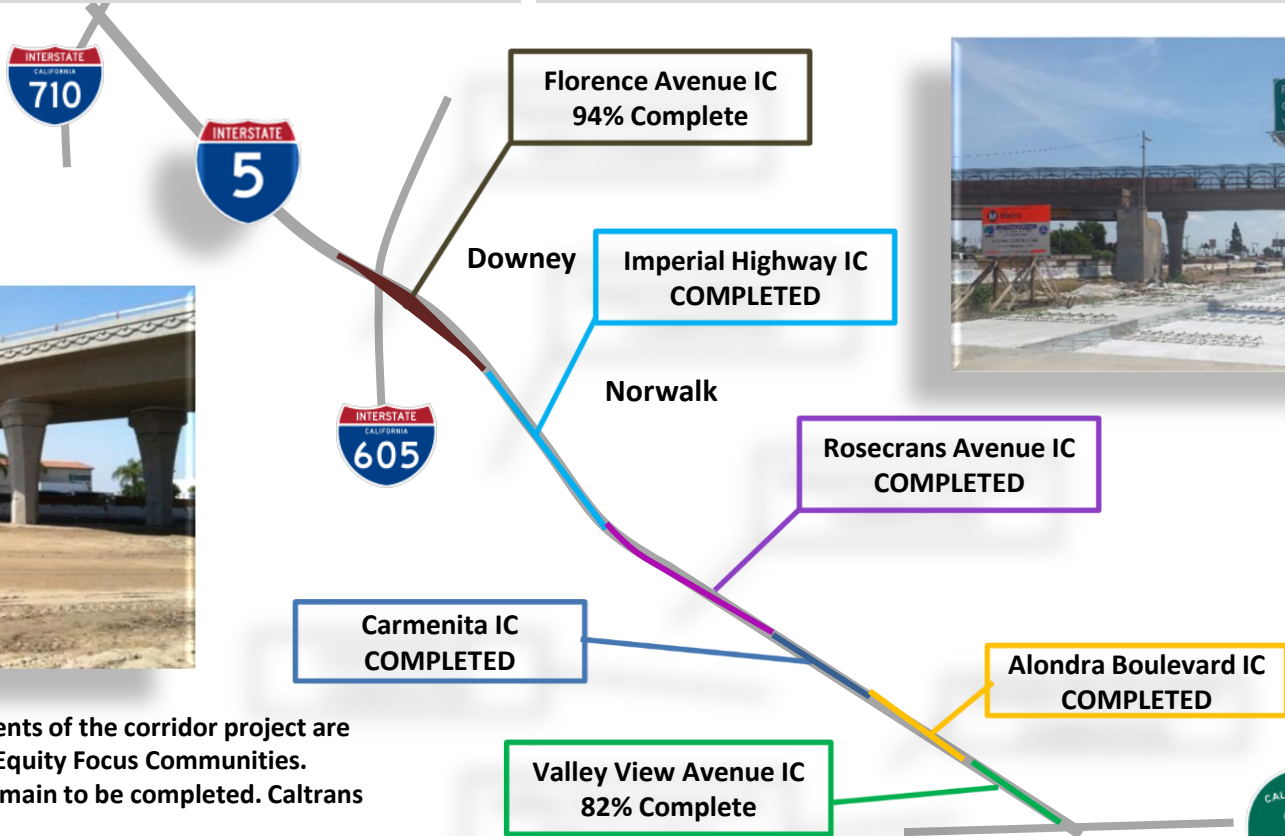 INTERSTATE
CALIFORNIA
710
INTERSTATE
5
Florence Avenue IC
94% Complete
Metro
Downey
Imperial Highway IC
COMPLETED
Norwalk
INTERSTATE
CALIFORNIA
605
Rosecrans Avenue IC
COMPLETED
Carmenita IC
COMPLETED
Alondra Boulevard IC
COMPLETED
ents of the corridor project are
Equity Focus Communities.
main to be completed. Caltrans
Valley View Avenue IC
82% Complete
CAL